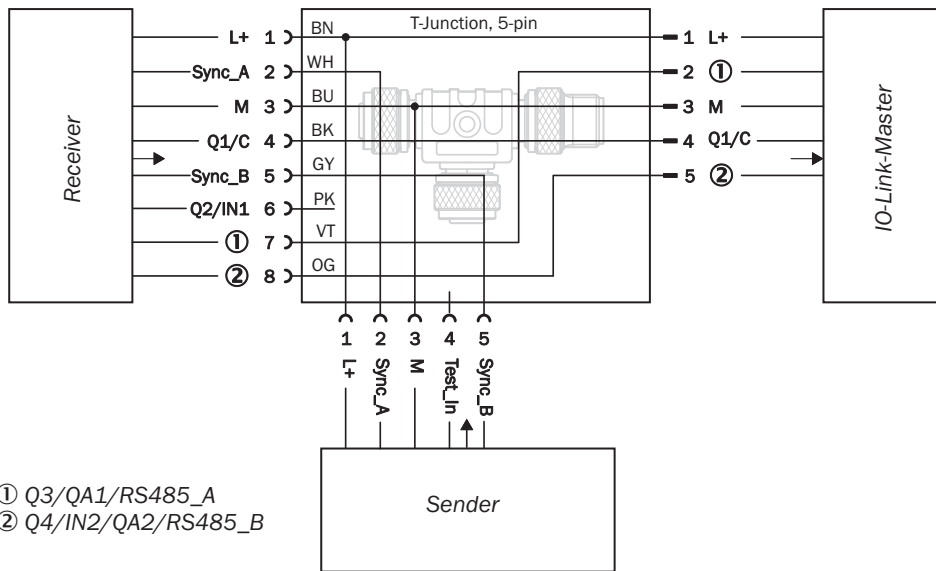 T-Junction, 5-pin
L+ 1 BN 1 L+
Sync_A 2 WH 2 ①
M 3 BU 3 M
Q1/C 4 BK 4 Q1/C
Sync_B 5 GY 5 ②
Q2/IN1 6 PK
① 7 VT
② 8 OG
Receiver
IO-Link-Master
1 2 3 4 5
L+
Sync_A
M
Test_In
Sync_B
Sender
① Q3/QA1/RS485_A
② Q4/IN2/QA2/RS485_B